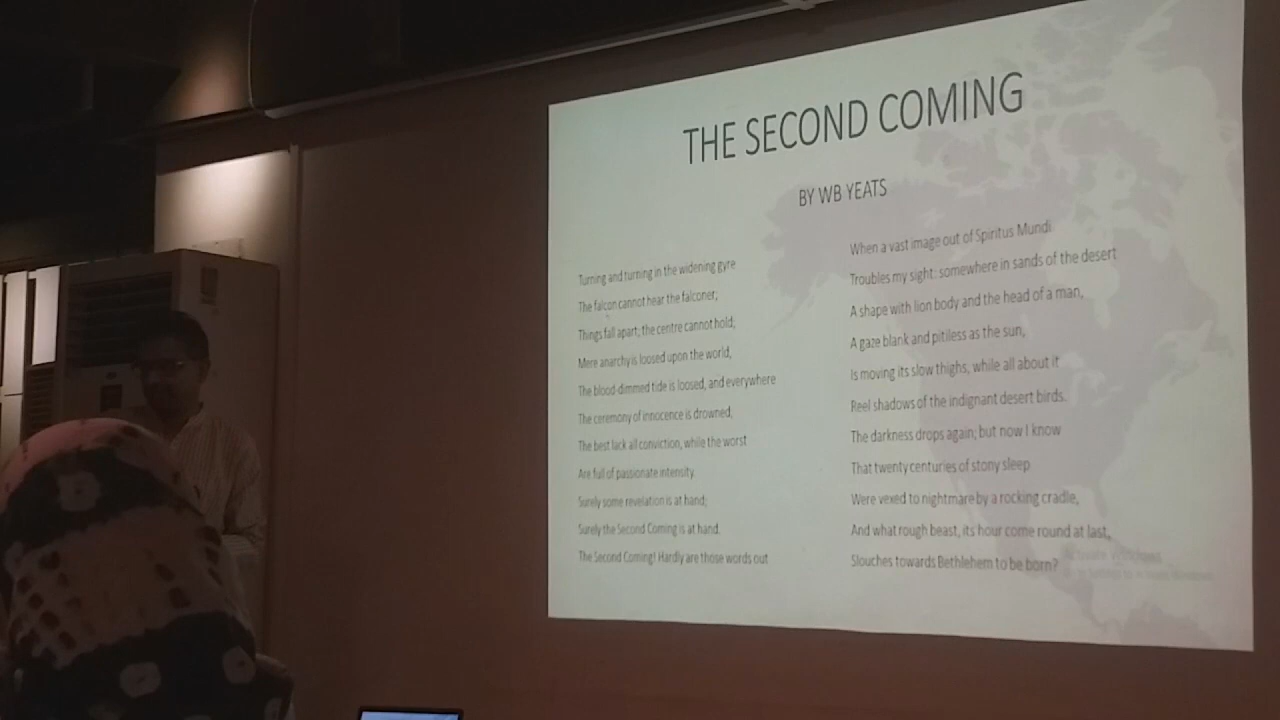 THE SECOND COMING
BY WB YEATS
Turning and turning in the widening gyre
The falcon cannot hear the falconer;
Things fall apart; the centre cannot hold;
Mere anarchy is loosed upon the world,
The blood-dimmed tide is loosed, and everywhere
The ceremony of innocence is drowned,
The best lack all conviction, while the worst
Are full of passionate intensity.
Surely some revelation is at hand;
Surely the Second Coming is at hand.
The Second Coming! Hardly are those words out
When a vast image out of Spiritus Mundi
Troubles my sight: somewhere in sands of the desert
A shape with lion body and the head of a man,
A gaze blank and pitiless as the sun,
Is moving its slow thighs, while all about it
Reel shadows of the indignant desert birds.
The darkness drops again; but now I know
That twenty centuries of stony sleep
Were vexed to nightmare by a rocking cradle,
And what rough beast, its hour come round at last,
Slouches towards Bethlehem to be born?
Activate Windows